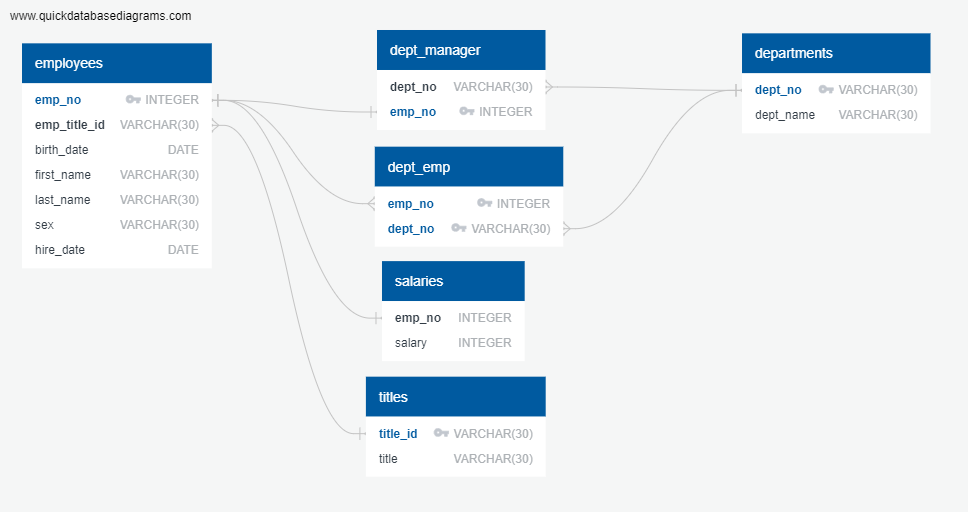 www.quickdatabasediagrams.com
employees
emp_no INTEGER
emp_title_id VARCHAR(30)
birth_date DATE
first_name VARCHAR(30)
last_name VARCHAR(30)
sex VARCHAR(30)
hire_date DATE
dept_manager
dept_no VARCHAR(30)
emp_no INTEGER
dept_emp
emp_no INTEGER
dept_no VARCHAR(30)
salaries
emp_no INTEGER
salary INTEGER
titles
title_id VARCHAR(30)
title VARCHAR(30)
departments
dept_no VARCHAR(30)
dept_name VARCHAR(30)